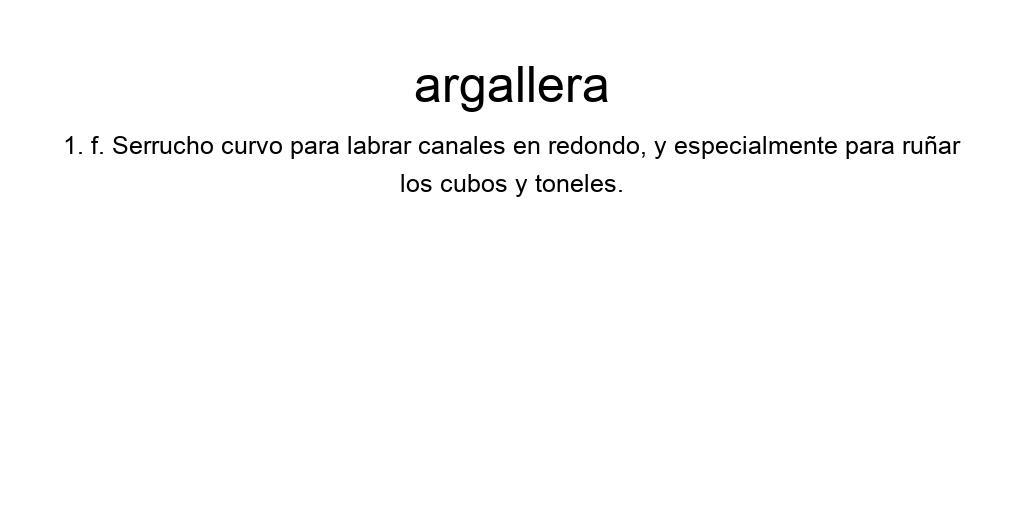 argallera
1. f. Serrucho curvo para labrar canales en redondo, y especialmente para ruñar
los cubos y toneles.